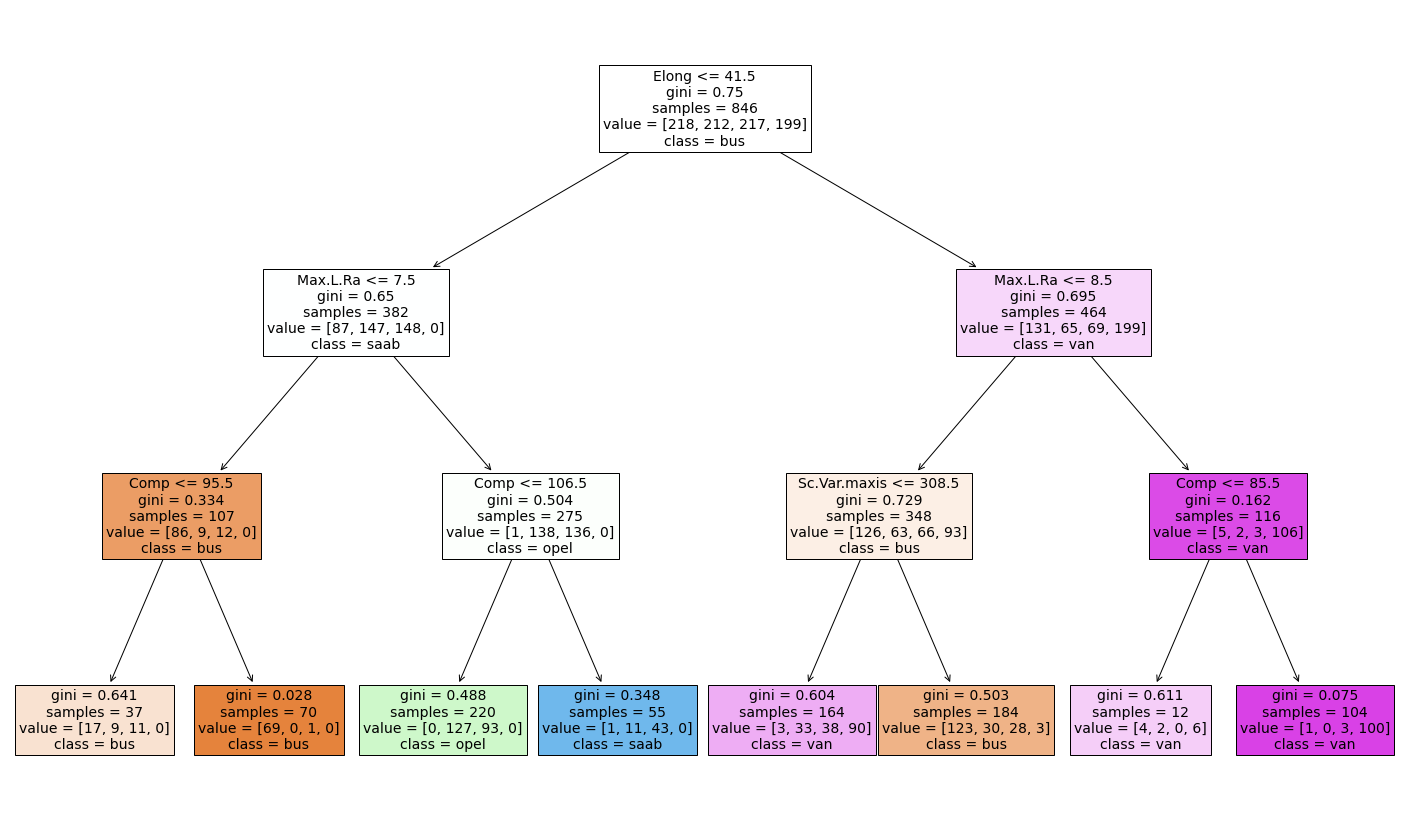 Elong <= 41.5
gini = 0.75
samples = 846
value = [218, 212, 217, 199]
class = bus
Max.L.Ra <= 7.5
gini = 0.65
samples = 382
value = [87, 147, 148, 0]
class = saab
Max.L.Ra <= 8.5
gini = 0.695
samples = 464
value = [131, 65, 69, 199]
class = van
Comp <= 95.5
gini = 0.334
samples = 107
value = [86, 9, 12, 0]
class = bus
Comp <= 106.5
gini = 0.504
samples = 275
value = [1, 138, 136, 0]
class = opel
Sc.Var.maxis <= 308.5
gini = 0.729
samples = 348
value = [126, 63, 66, 93]
class = bus
Comp <= 85.5
gini = 0.162
samples = 116
value = [5, 2, 3, 106]
class = van
gini = 0.641
samples = 37
value = [17, 9, 11, 0]
class = bus
gini = 0.028
samples = 70
value = [69, 0, 1, 0]
class = bus
gini = 0.488
samples = 220
value = [0, 127, 93, 0]
class = opel
gini = 0.348
samples = 55
value = [1, 11, 43, 0]
class = saab
gini = 0.604
samples = 164
value = [3, 33, 38, 90]
class = van
gini = 0.503
samples = 184
value = [123, 30, 28, 3]
class = bus
gini = 0.611
samples = 12
value = [4, 2, 0, 6]
class = van
gini = 0.075
samples = 104
value = [1, 0, 3, 100]
class = van